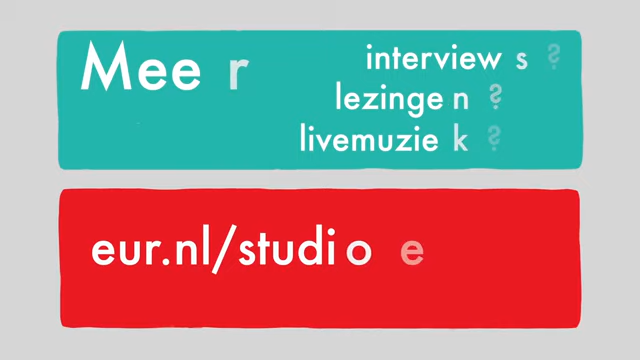 Meer
interviews?
lezingen?
livemuziek?
eur.nl/studio e